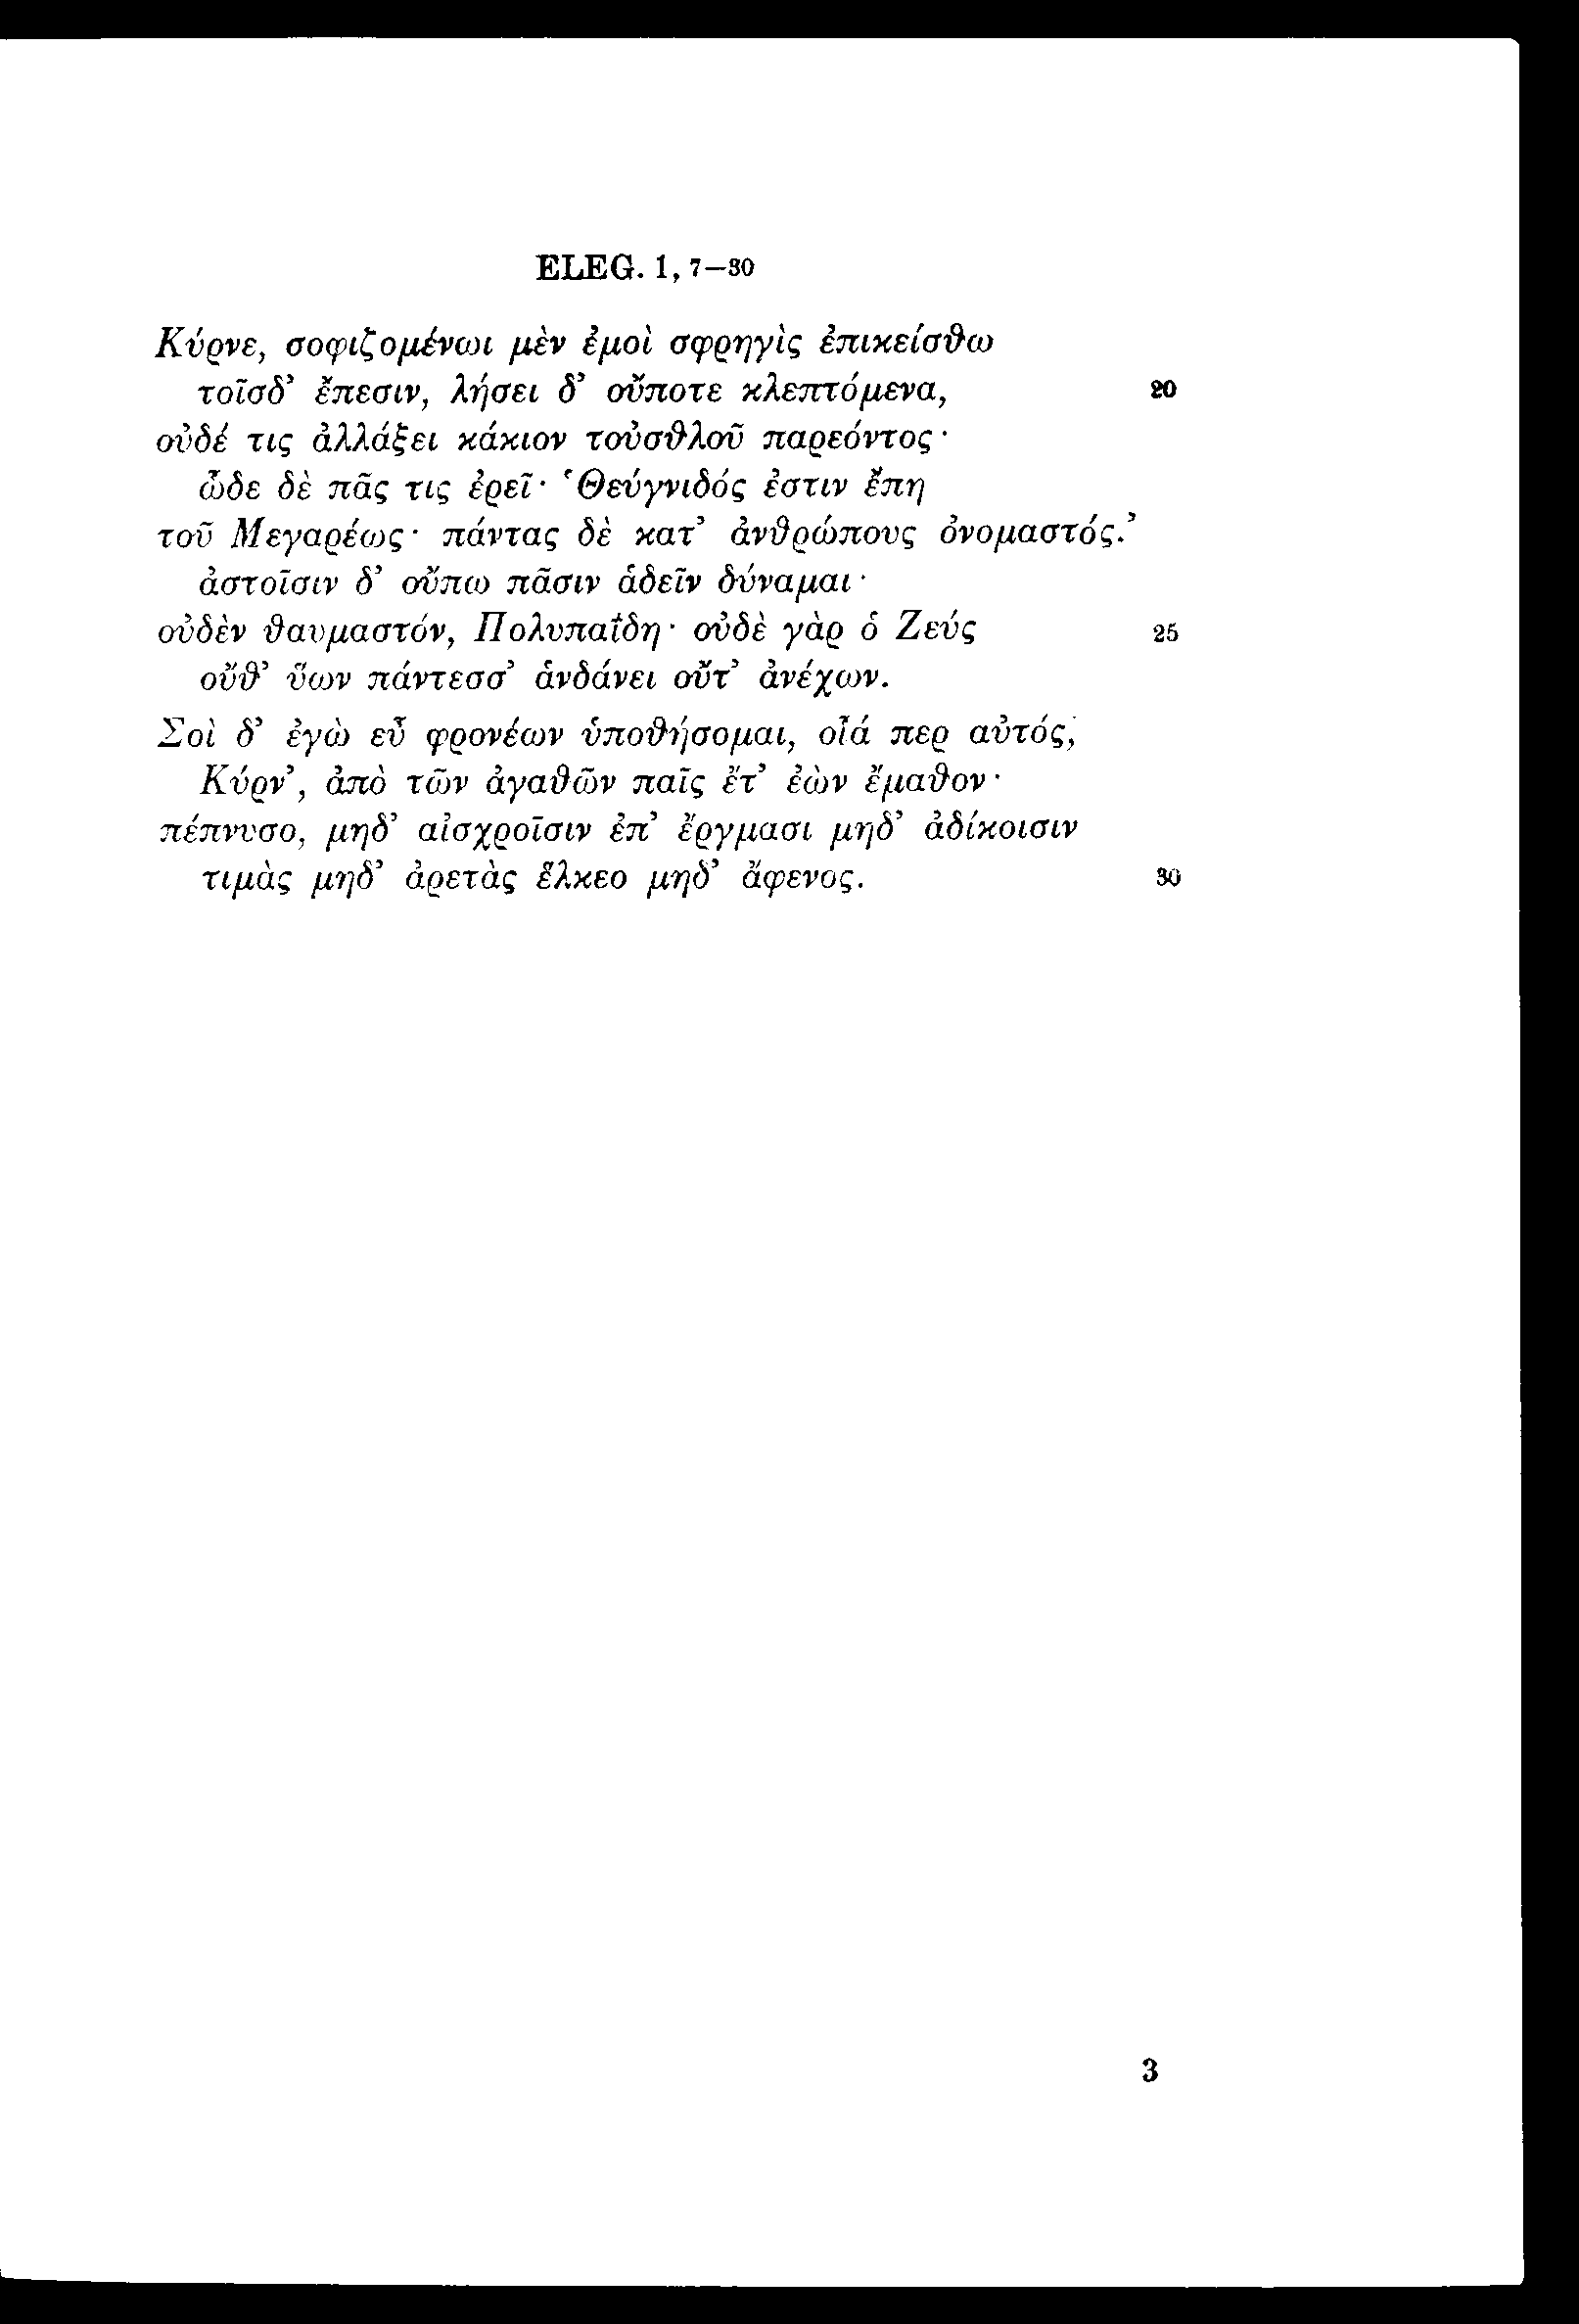 ELEG. 1, 7–30
Κύρνε, σοφιζομένωι μὲν ἐμοὶ σφρηγὶς ἐπικείσθω
τοῖσδ’ ἔπεσιν, λήσει δ’ οὔποτε κλεπτόμενα, 20
οὐδέ τις ἀλλάξει κάκιον τοὐσθλοῦ παρεόντος·
ὧδε δὲ πᾶς τις ἐρεῖ· ‘Θεύγνιδός ἐστιν ἔπη
τοῦ Μεγαρέως· πάντας δὲ κατ’ ἀνθρώπους ὀνομαστός.’
ἀστοῖσιν δ’ οὔπω πᾶσιν ἁδεῖν δύναμαι·
οὐδὲν θαυμαστόν, Πολυπαΐδη· οὐδὲ γὰρ ὁ Ζεύς 25
οὔθ’ ὕων πάντεσσ’ ἁνδάνει οὔτ’ ἀνέχων.
Σοὶ δ’ ἐγὼ εὖ φρονέων ὑποθήσομαι, οἷά περ αὐτός,
Κύρν’, ἀπὸ τῶν ἀγαθῶν παῖς ἔτ’ ἐὼν ἔμαθον·
πέπνυσο, μηδ’ αἰσχροῖσιν ἐπ’ ἔργμασι μηδ’ ἀδίκοισιν
τιμὰς μηδ’ ἀρετὰς ἕλκεο μηδ’ ἄφενος. 30
3